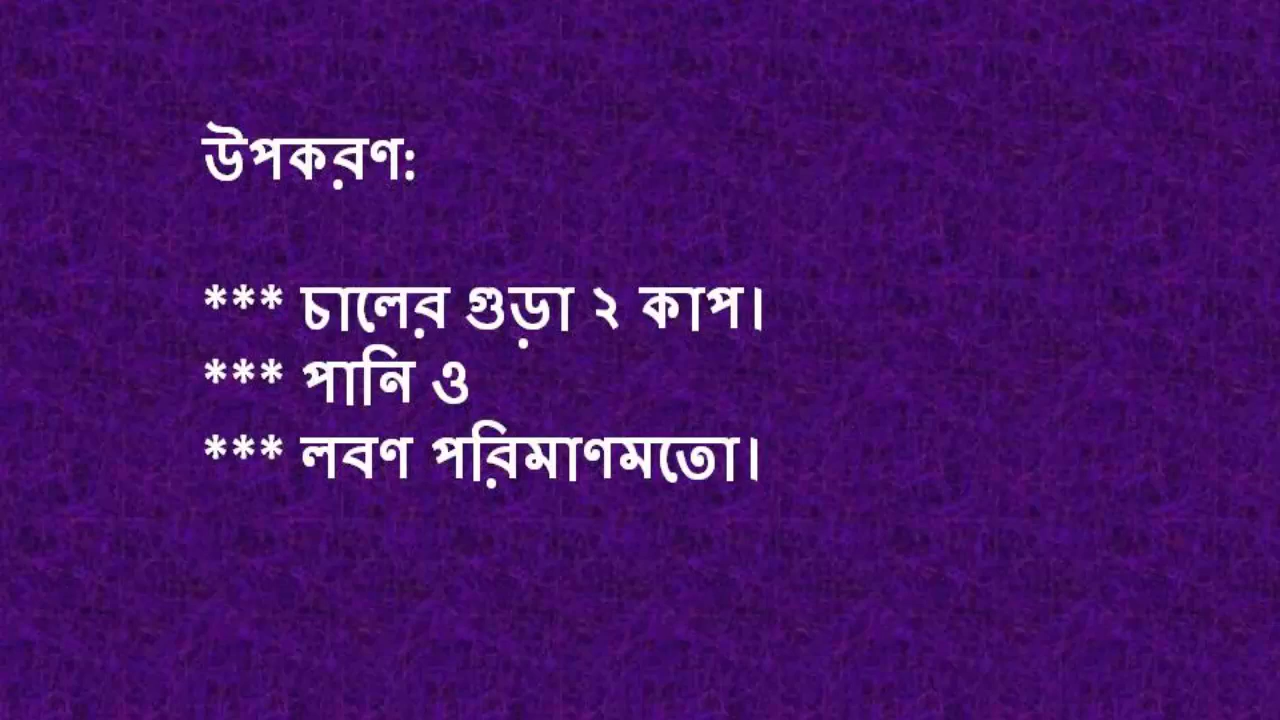 উপকরণ:
*** চালের গুড়া ২ কাপ।
*** পানি ও
*** লবণ পরিমাণমতো।